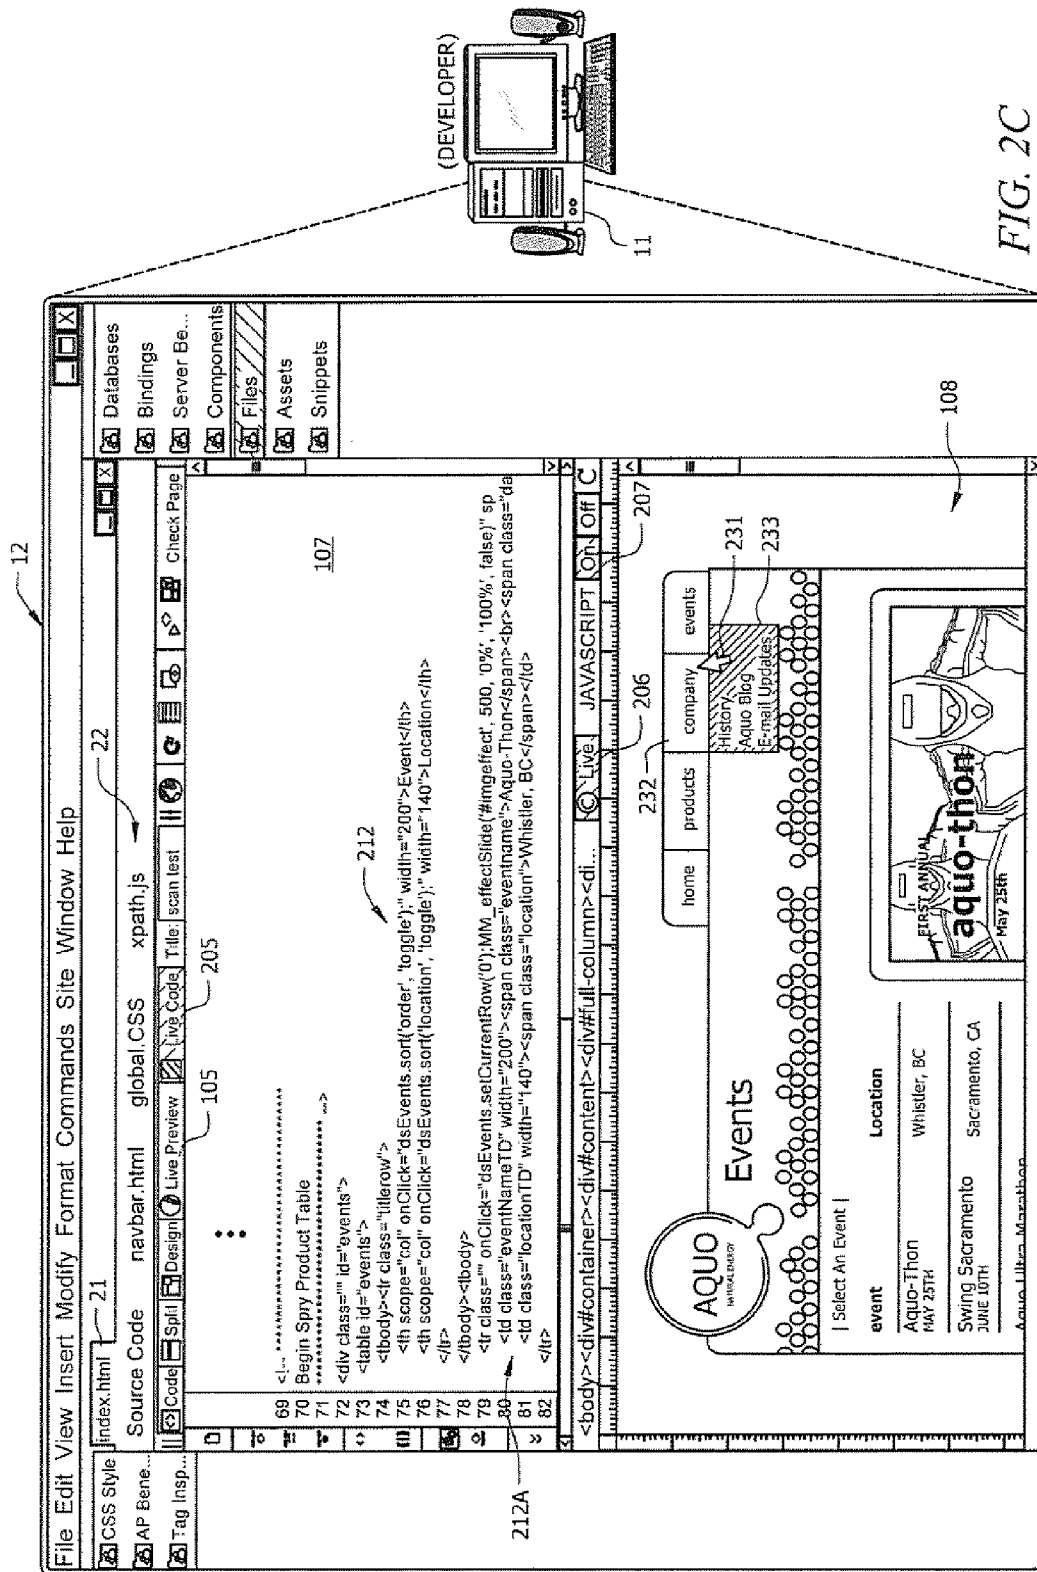 12
File Edit View Insert Modify Format Commands Site Window Help
CSS Style
AP Bene...
Tag Insp...
index.html
21
Source Code navbar.html global.CSS xpath.js
22
Code Split Design Live Preview Live Code Title: scan test Check Page
105
205
107
69 <!-- ************************
70 Begin Spry Product Table
71 ************************ -->
72 <div class="" id="events">
73 <table id="events">
74 <tbody><tr class="titlerow">
75 <th scope="col" onClick="dsEvents.sort('order', 'toggle');" width="200">Event</th>
76 <th scope="col" onClick="dsEvents.sort('location', 'toggle');" width="140">Location</th>
77 </tr>
78 </tbody><tbody>
79 <tr class="" onClick="dsEvents.setCurrentRow('0');MM_effectSlide('#imgeffect', 500, '0%', '100%', false)" sp
80 <td class="eventNameTD" width="200"><span class="eventname">Aquo-Thon</span><br><span class="da
81 <td class="locationTD" width="140"><span class="location">Whistler, BC</span></td>
82 </tr>
212
212A
<body><div#container><div#content><div#full-column><di... Live JAVASCRIPT On Off C
206
207
232
home products company events
231
History
Aquo Blog
E-mail Updates
233
AQUO
NATURAL ENERGY
Events
| Select An Event |
event Location
Aquo-Thon Whistler, BC
MAY 25TH
Swing Sacramento Sacramento, CA
JUNE 10TH
Aquo Ultra Marathon
FIRST ANNUAL
aquo-thon
May 25th
108
Databases
Bindings
Server Be...
Components
Files
Assets
Snippets
(DEVELOPER)
11
FIG. 2C